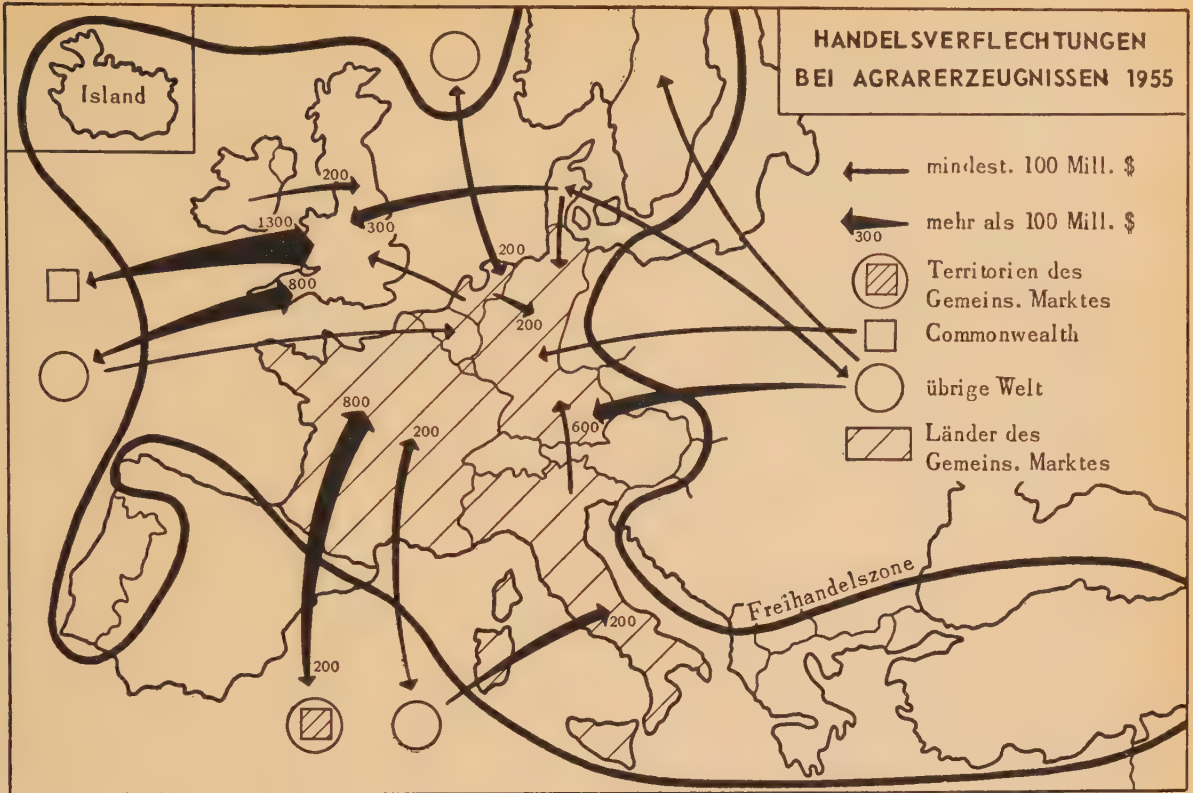 HANDELSVERFLECHTUNGEN
BEI AGRARERZEUGNISSEN 1955
Island
mindest. 100 Mill. $
mehr als 100 Mill. $
300
Territorien des
Gemeins. Marktes
Commonwealth
übrige Welt
Länder des
Gemeins. Marktes
200
1300
300
800
200
200
800
200
600
Freihandelszone
200
200